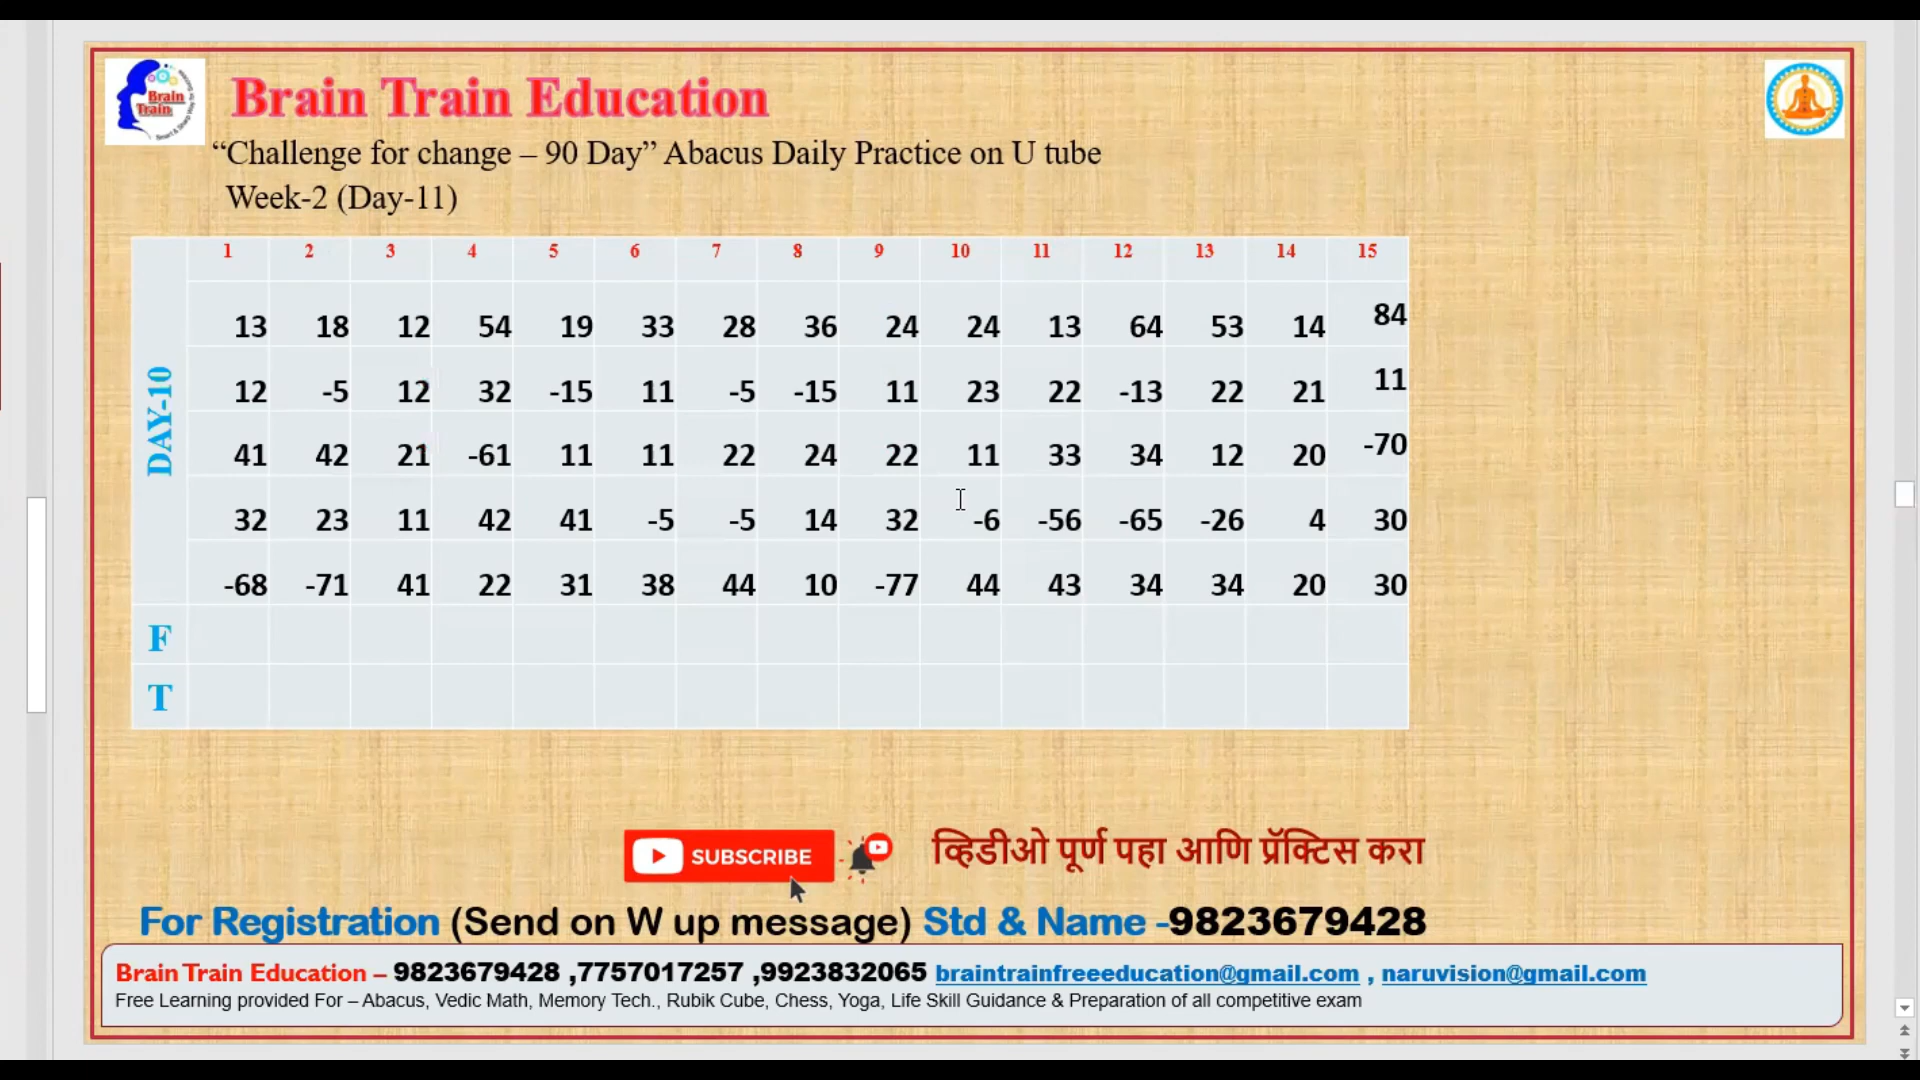 Brain Train
Brain Train Education
“Challenge for change – 90 Day” Abacus Daily Practice on U tube
Week-2 (Day-11)
1 2 3 4 5 6 7 8 9 10 11 12 13 14 15
DAY-10
13 18 12 54 19 33 28 36 24 24 13 64 53 14 84
12 -5 12 32 -15 11 -5 -15 11 23 22 -13 22 21 11
41 42 21 -61 11 11 22 24 22 11 33 34 12 20 -70
32 23 11 42 41 -5 -5 14 32 -6 -56 -65 -26 4 30
-68 -71 41 22 31 38 44 10 -77 44 43 34 34 20 30
F
T
SUBSCRIBE
व्हिडीओ पूर्ण पहा आणि प्रॅक्टिस करा
For Registration (Send on W up message) Std & Name -9823679428
Brain Train Education – 9823679428 ,7757017257 ,9923832065 braintrainfreeeducation@gmail.com , naruvision@gmail.com
Free Learning provided For – Abacus, Vedic Math, Memory Tech., Rubik Cube, Chess, Yoga, Life Skill Guidance & Preparation of all competitive exam